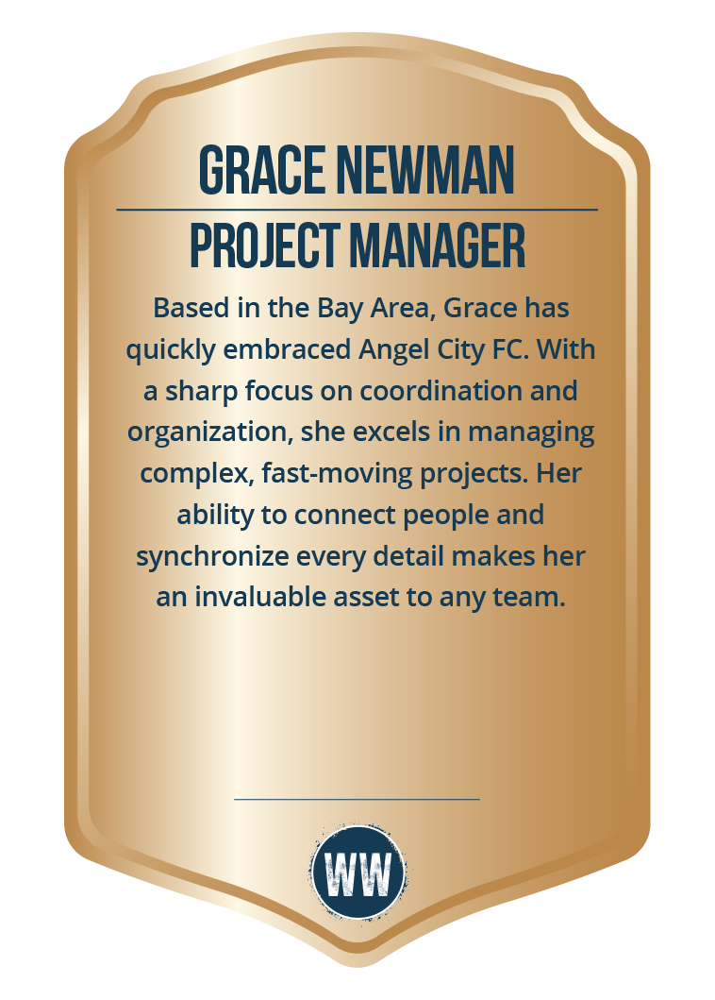 GRACE NEWMAN
PROJECT MANAGER
Based in the Bay Area, Grace has
quickly embraced Angel City FC. With
a sharp focus on coordination and
organization, she excels in managing
complex, fast-moving projects. Her
ability to connect people and
synchronize every detail makes her
an invaluable asset to any team.
WW